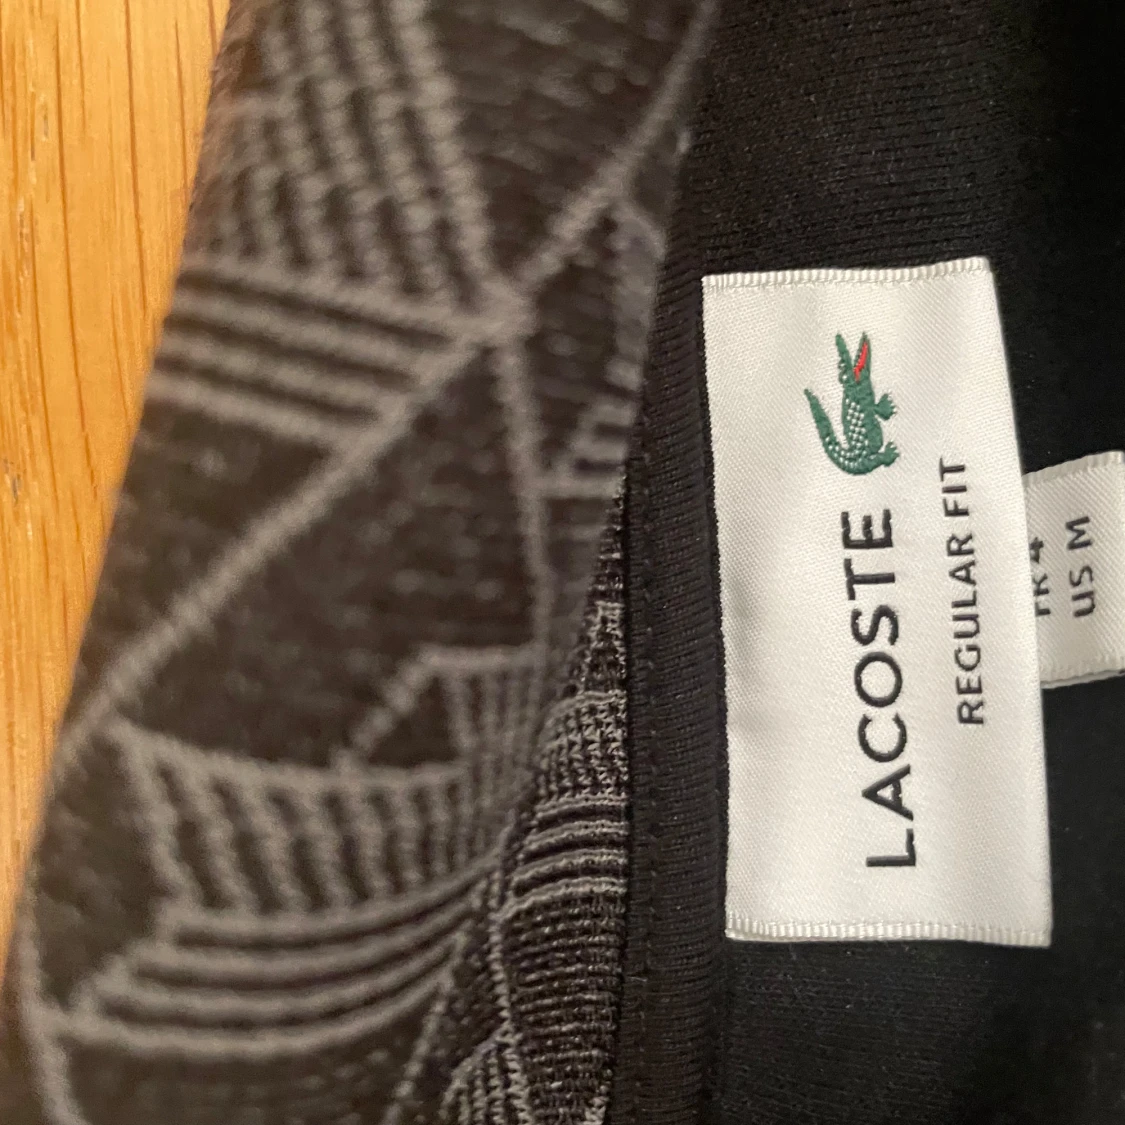 LACOSTE
REGULAR FIT
FR 4
US M